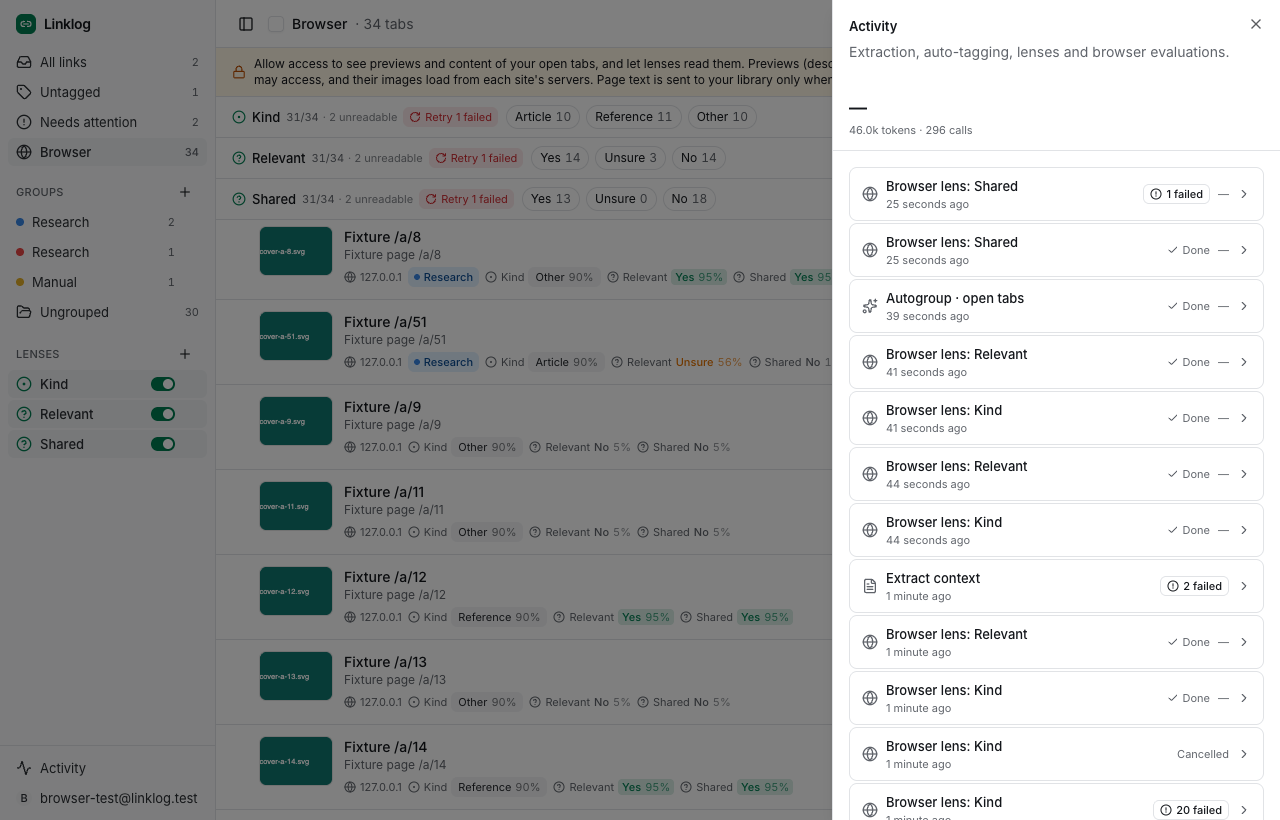 Linklog
All links 2
Untagged 1
Needs attention 2
Browser 34
GROUPS
Research 2
Research 1
Manual 1
Ungrouped 30
LENSES
Kind
Relevant
Shared
Activity
B browser-test@linklog.test
Browser · 34 tabs
Allow access to see previews and content of your open tabs, and let lenses read them. Previews
may access, and their images load from each site's servers. Page text is sent to your library only
Kind 31/34 · 2 unreadable Retry 1 failed Article 10 Reference 11 Other 10
Relevant 31/34 · 2 unreadable Retry 1 failed Yes 14 Unsure 3 No 14
Shared 31/34 · 2 unreadable Retry 1 failed Yes 13 Unsure 0 No 18
cover-a-8.svg
Fixture /a/8
Fixture page /a/8
127.0.0.1 Research Kind Other 90% Relevant Yes 95% Shared Yes 95
cover-a-51.svg
Fixture /a/51
Fixture page /a/51
127.0.0.1 Research Kind Article 90% Relevant Unsure 56% Shared No
cover-a-9.svg
Fixture /a/9
Fixture page /a/9
127.0.0.1 Kind Other 90% Relevant No 5% Shared No 5%
cover-a-11.svg
Fixture /a/11
Fixture page /a/11
127.0.0.1 Kind Other 90% Relevant No 5% Shared No 5%
cover-a-12.svg
Fixture /a/12
Fixture page /a/12
127.0.0.1 Kind Reference 90% Relevant Yes 95% Shared Yes 95%
cover-a-13.svg
Fixture /a/13
Fixture page /a/13
127.0.0.1 Kind Other 90% Relevant No 5% Shared No 5%
cover-a-14.svg
Fixture /a/14
Fixture page /a/14
127.0.0.1 Kind Reference 90% Relevant Yes 95% Shared Yes 95%
Activity
Extraction, auto-tagging, lenses and browser evaluations.
—
46.0k tokens · 296 calls
Browser lens: Shared
25 seconds ago
1 failed —
Browser lens: Shared
25 seconds ago
Done —
Autogroup · open tabs
39 seconds ago
Done —
Browser lens: Relevant
41 seconds ago
Done —
Browser lens: Kind
41 seconds ago
Done —
Browser lens: Relevant
44 seconds ago
Done —
Browser lens: Kind
44 seconds ago
Done —
Extract context
1 minute ago
2 failed
Browser lens: Relevant
1 minute ago
Done —
Browser lens: Kind
1 minute ago
Done —
Browser lens: Kind
1 minute ago
Cancelled
Browser lens: Kind
20 failed